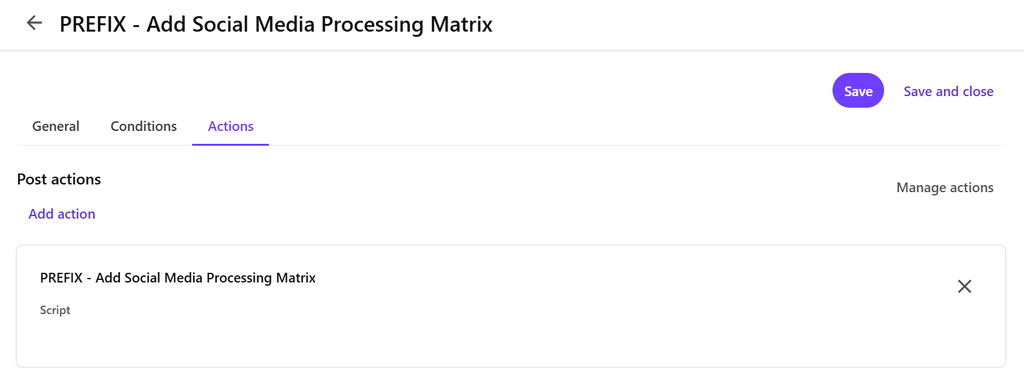 PREFIX - Add Social Media Processing Matrix
Save
Save and close
General
Conditions
Actions
Post actions
Manage actions
Add action
PREFIX - Add Social Media Processing Matrix
Script